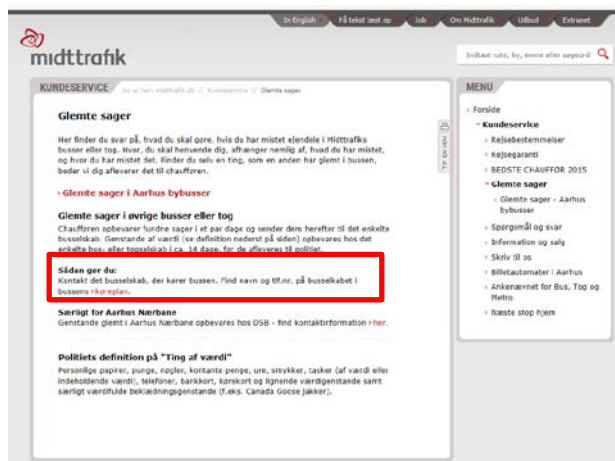 In English
Få tekst læst op
Job
Om Midttrafik
Udbud
Extranet
midttrafik
Indtast rute, by, emne eller søgeord
KUNDESERVICE
Du er her: midttrafik.dk // Kundeservice // Glemte sager
MENU
Glemte sager
Her finder du svar på, hvad du skal gøre, hvis du har mistet ejendele i Midttrafiks
busser eller tog. Hvor, du skal henvende dig, afhænger nemlig af, hvad du har mistet,
og hvor du har mistet det. Finder du selv en ting, som en anden har glemt i bussen,
beder vi dig aflevere det til chaufføren.
Glemte sager i Aarhus bybusser
Glemte sager i øvrige busser eller tog
Chaufføren opbevarer fundne sager i et par dage og sender dem herefter til det enkelte
busselskab. Genstande af værdi (se definition nederst på siden) opbevares hos det
enkelte bus- eller togselskab i ca. 14 dage, før de afleveres til politiet.
Sådan gør du:
Kontakt det busselskab, der kører bussen. Find navn og tlf.nr. på busselkabet i
bussens køreplan.
Særligt for Aarhus Nærbane
Genstande glemt i Aarhus Nærbane opbevares hos DSB - find kontaktinformation her.
Politiets definition på "Ting af værdi"
Personlige papirer, punge, nøgler, kontante penge, ure, smykker, tasker (af værdi eller
indeholdende værdi), telefoner, bankkort, kørekort og lignende værdigenstande samt
særligt værdifulde beklædningsgenstande (f.eks. Canada Goose jakker).
TIP EN VEN
Forside
Kundeservice
Rejsebestemmelser
Rejsegaranti
BEDSTE CHAUFFØR 2015
Glemte sager
Glemte sager - Aarhus
bybusser
Spørgsmål og svar
Information og salg
Skriv til os
Billetautomater i Aarhus
Ankenævnet for Bus, Tog og
Metro
Næste stop hjem